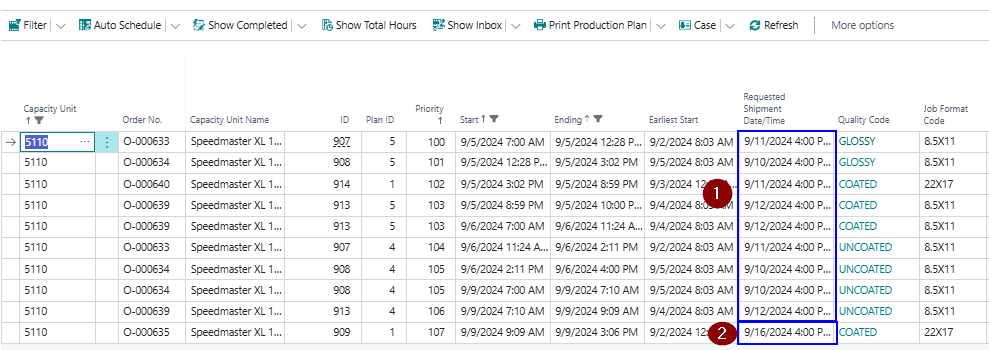 Filter Auto Schedule Show Completed Show Total Hours Show Inbox Print Production Plan Case Refresh More options
Capacity Unit Order No. Capacity Unit Name ID Plan ID Priority Start Ending Earliest Start Requested Shipment Date/Time Quality Code Job Format Code
5110 ... O-000633 Speedmaster XL 1... 907 5 100 9/5/2024 7:00 AM 9/5/2024 12:28 P... 9/2/2024 8:03 AM 9/11/2024 4:00 P... GLOSSY 8.5X11
5110 O-000634 Speedmaster XL 1... 908 5 101 9/5/2024 12:28 P... 9/5/2024 3:02 PM 9/5/2024 8:03 AM 9/10/2024 4:00 P... GLOSSY 8.5X11
5110 O-000640 Speedmaster XL 1... 914 1 102 9/5/2024 3:02 PM 9/5/2024 8:59 PM 9/3/2024 9/11/2024 4:00 P... COATED 22X17
1
5110 O-000639 Speedmaster XL 1... 913 5 103 9/5/2024 8:59 PM 9/5/2024 10:00 P... 9/4/2024 AM 9/12/2024 4:00 P... COATED 8.5X11
5110 O-000639 Speedmaster XL 1... 913 5 103 9/6/2024 7:00 AM 9/6/2024 11:24 A... 9/4/2024 8:03 AM 9/12/2024 4:00 P... COATED 8.5X11
5110 O-000633 Speedmaster XL 1... 907 4 104 9/6/2024 11:24 A... 9/6/2024 2:11 PM 9/2/2024 8:03 AM 9/11/2024 4:00 P... UNCOATED 8.5X11
5110 O-000634 Speedmaster XL 1... 908 4 105 9/6/2024 2:11 PM 9/6/2024 4:00 PM 9/5/2024 8:03 AM 9/10/2024 4:00 P... UNCOATED 8.5X11
5110 O-000634 Speedmaster XL 1... 908 4 105 9/9/2024 7:00 AM 9/9/2024 7:10 AM 9/5/2024 8:03 AM 9/10/2024 4:00 P... UNCOATED 8.5X11
5110 O-000639 Speedmaster XL 1... 913 4 106 9/9/2024 7:10 AM 9/9/2024 9:09 AM 9/4/2024 8:03 AM 9/12/2024 4:00 P... UNCOATED 8.5X11
5110 O-000635 Speedmaster XL 1... 909 1 107 9/9/2024 9:09 AM 9/9/2024 3:06 PM 9/2/2024 2 9/16/2024 4:00 P... COATED 22X17